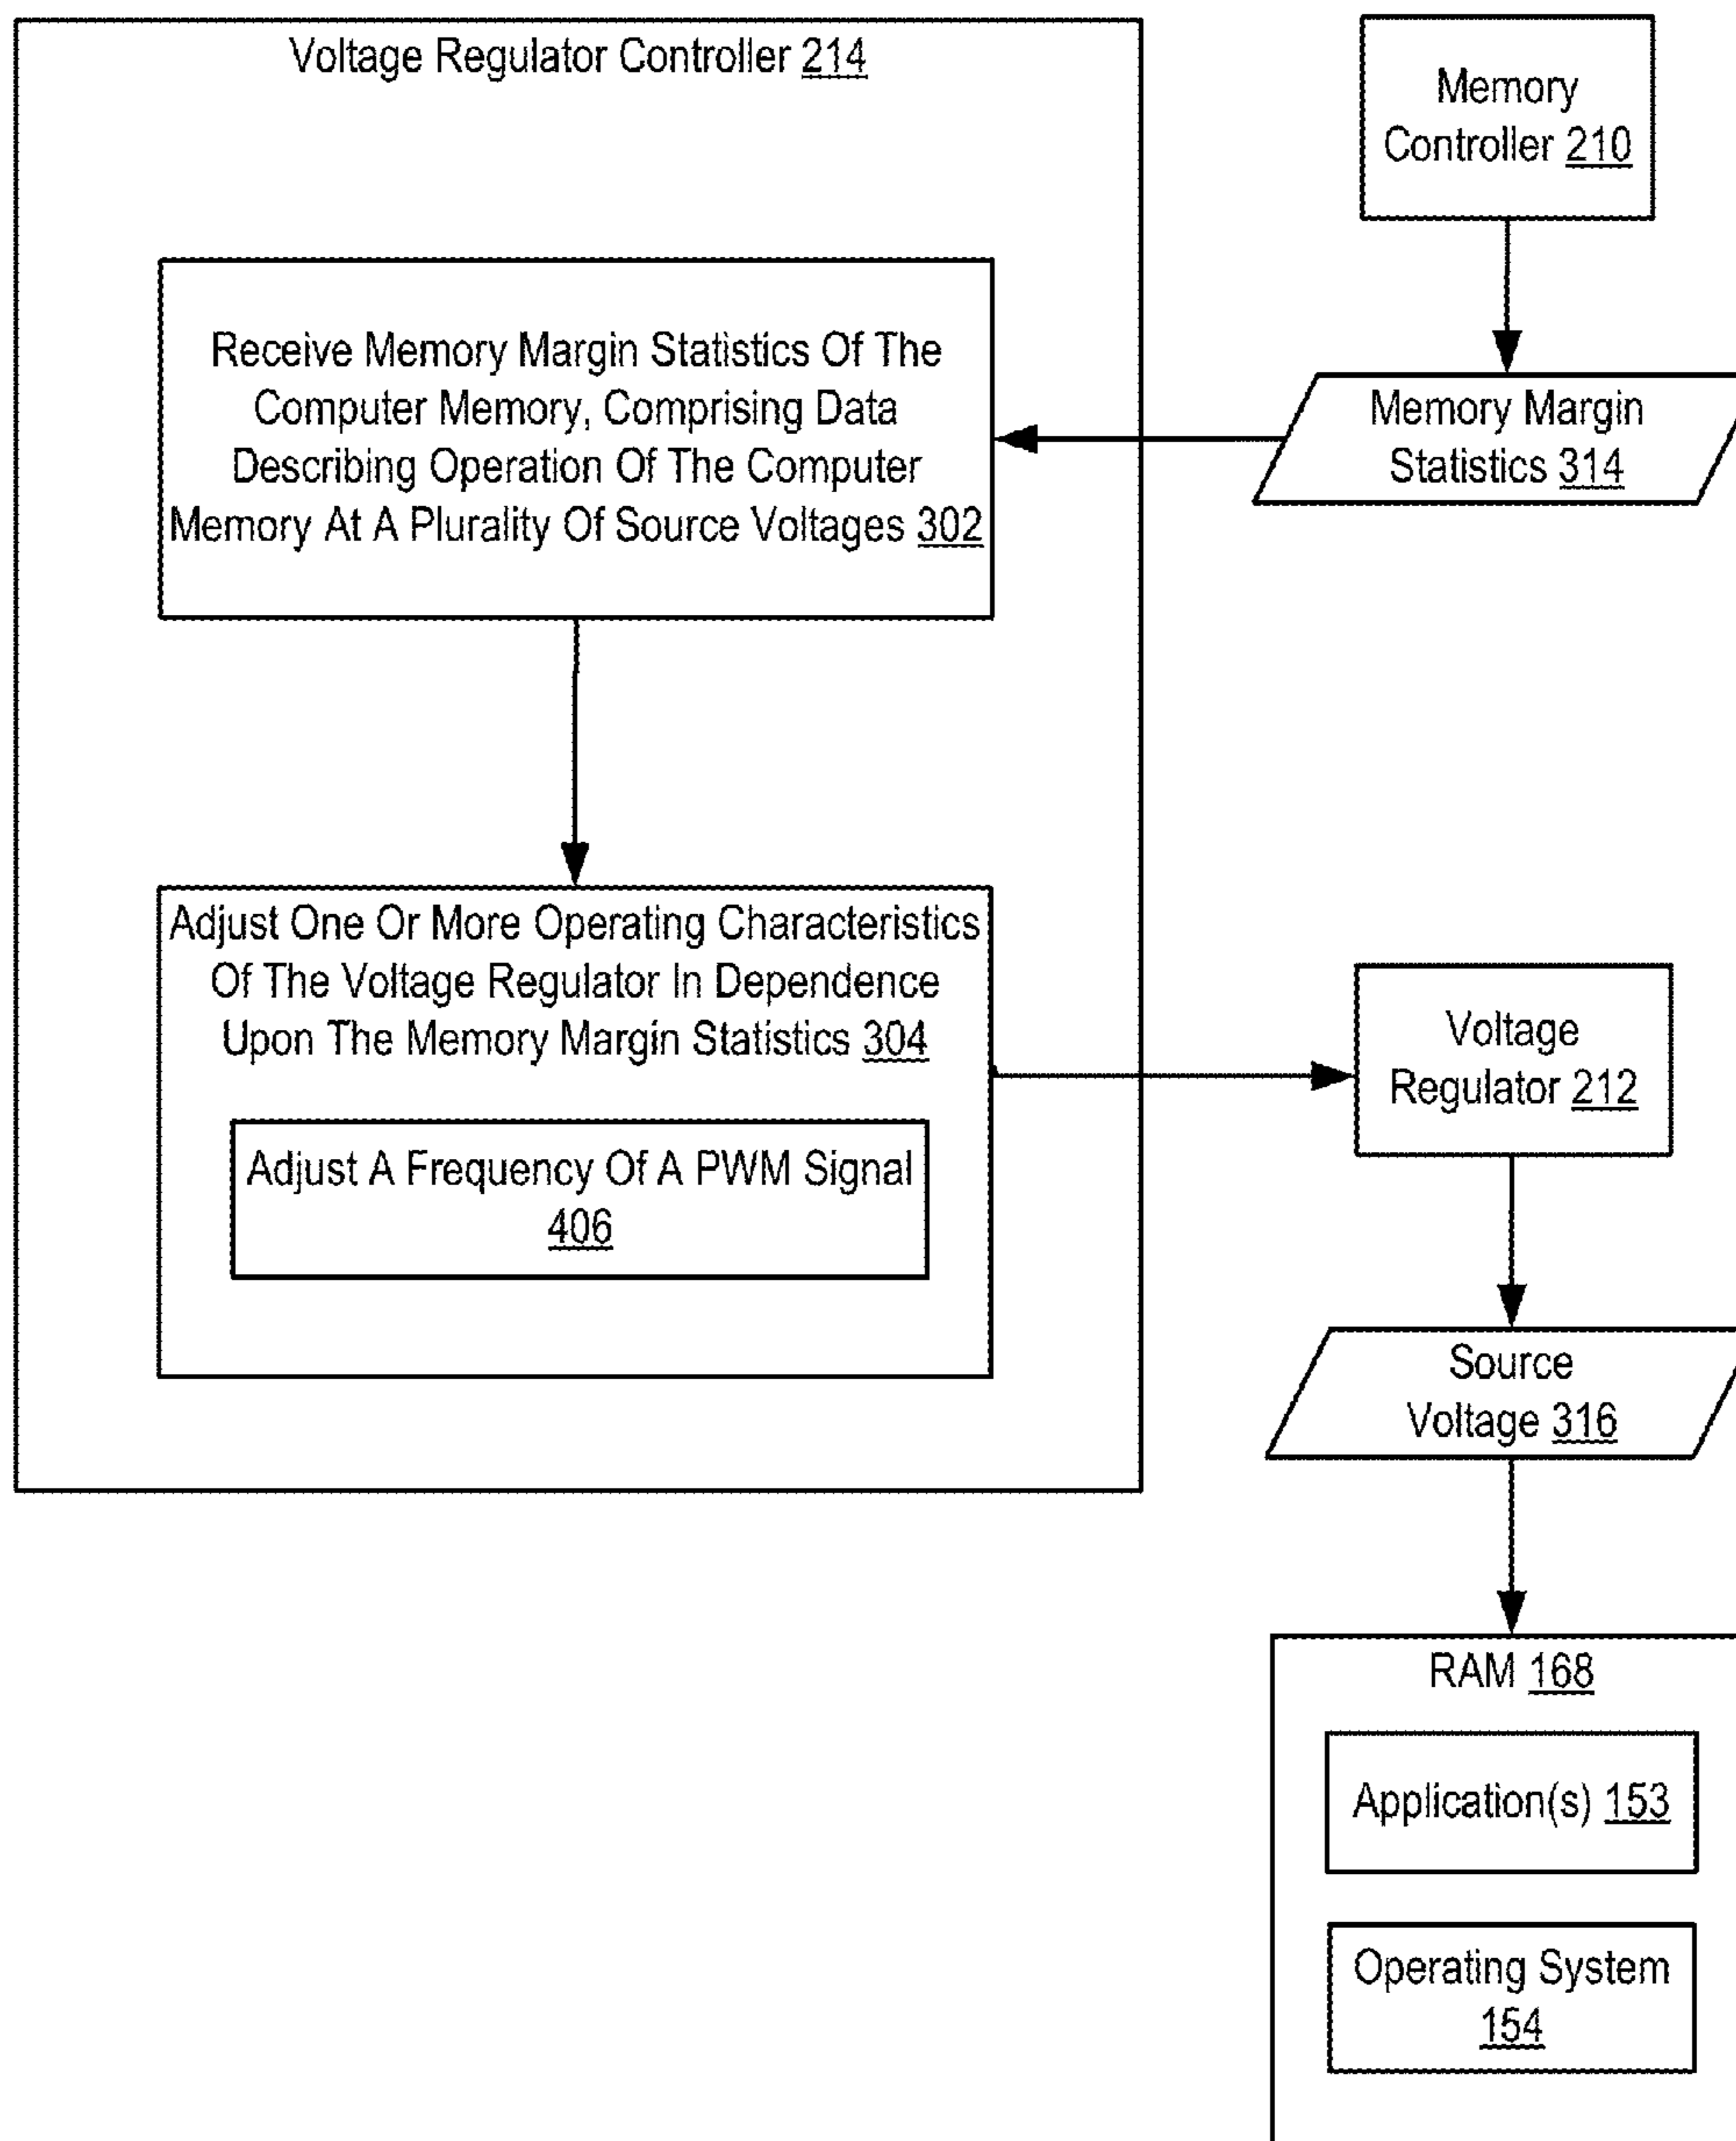 Voltage Regulator Controller 214
Memory
Controller 210
Receive Memory Margin Statistics Of The
Computer Memory, Comprising Data
Describing Operation Of The Computer
Memory At A Plurality Of Source Voltages 302
Memory Margin
Statistics 314
Adjust One Or More Operating Characteristics
Of The Voltage Regulator In Dependence
Upon The Memory Margin Statistics 304
Adjust A Frequency Of A PWM Signal
406
Voltage
Regulator 212
Source
Voltage 316
RAM 168
Application(s) 153
Operating System
154